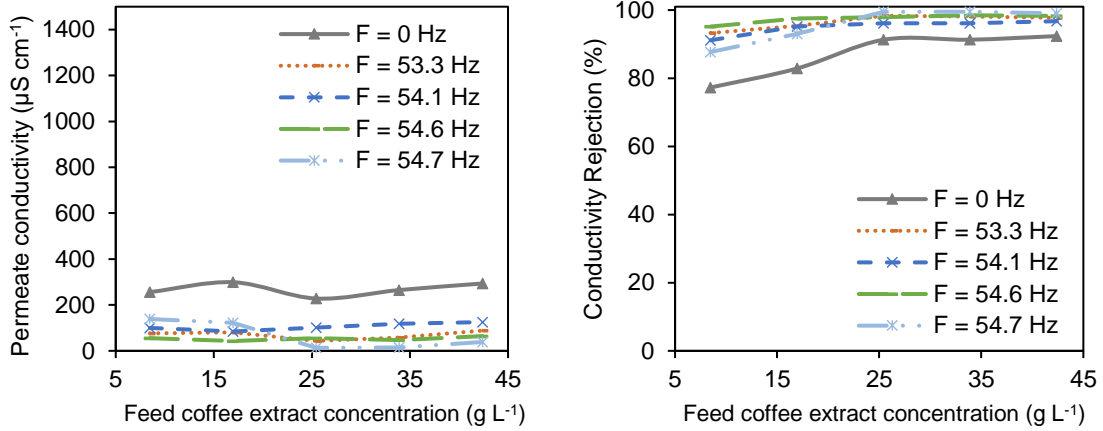 Permeate conductivity (µS cm⁻¹)
1400
1200
1000
800
600
400
200
0
5
15
25
35
45
Feed coffee extract concentration (g L⁻¹)
F = 0 Hz
F = 53.3 Hz
F = 54.1 Hz
F = 54.6 Hz
F = 54.7 Hz
Conductivity Rejection (%)
100
80
60
40
20
0
5
15
25
35
45
Feed coffee extract concentration (g L⁻¹)
F = 0 Hz
F = 53.3 Hz
F = 54.1 Hz
F = 54.6 Hz
F = 54.7 Hz